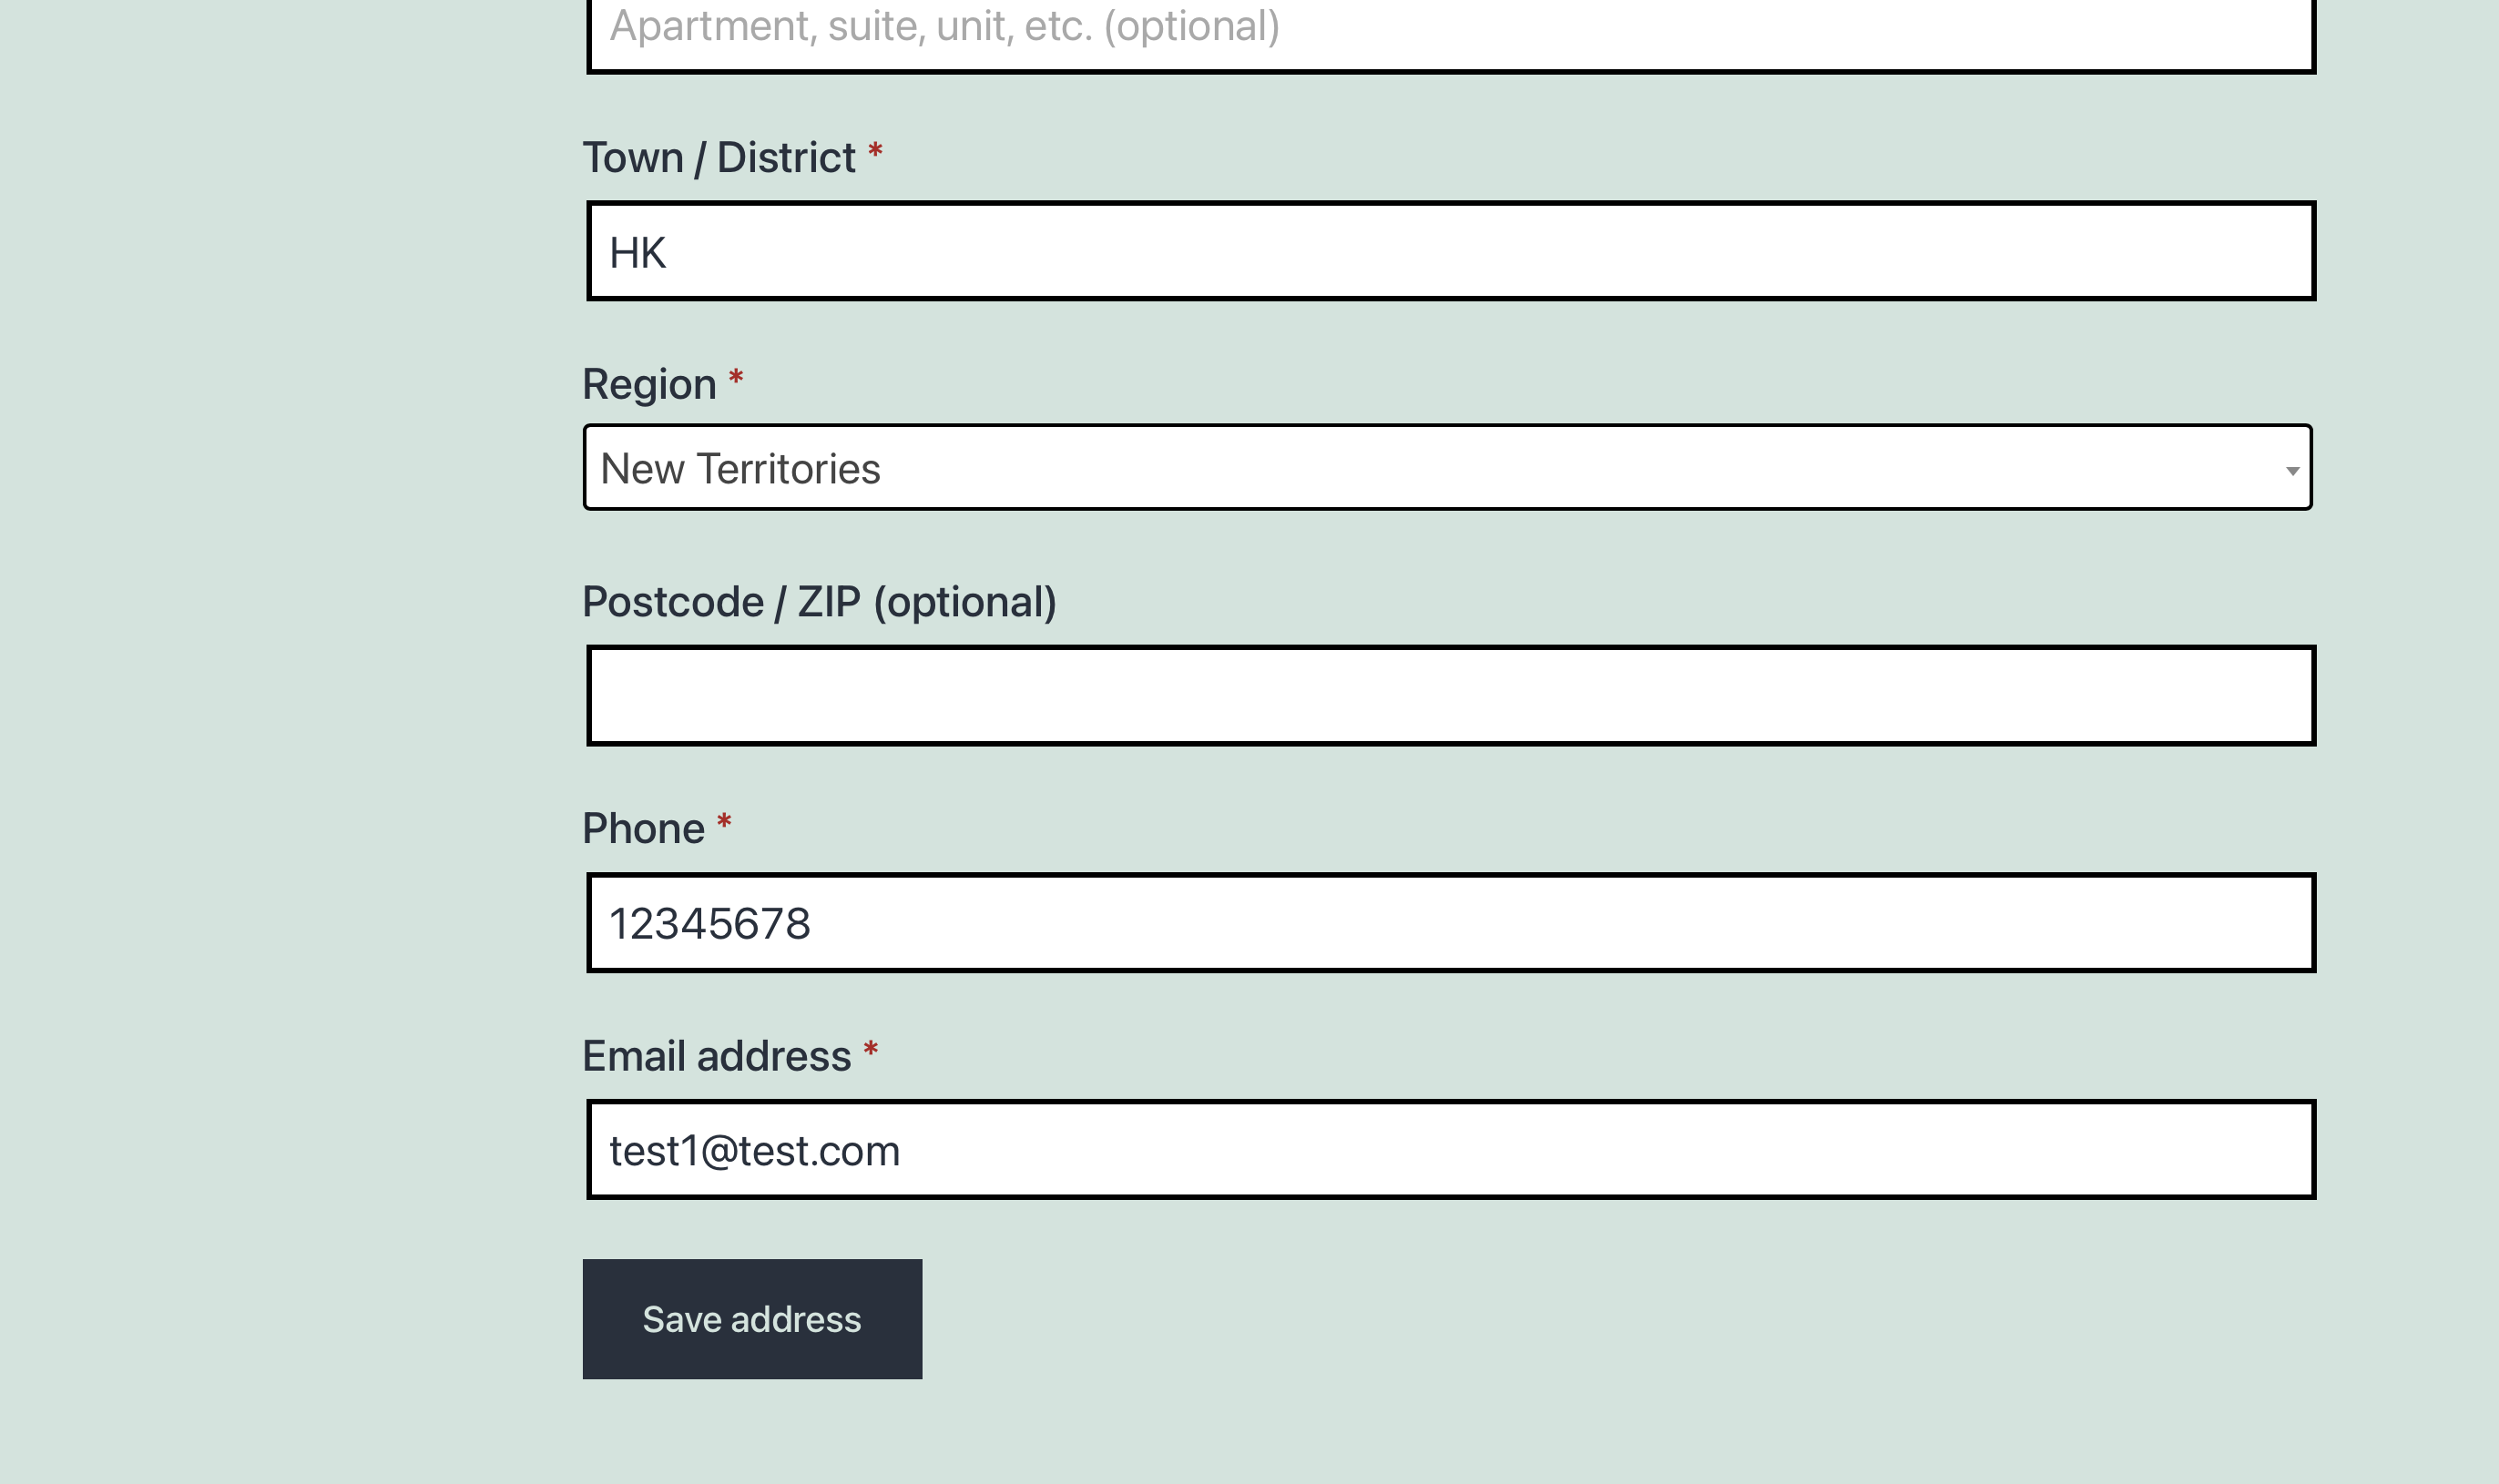 Apartment, suite, unit, etc. (optional)
Town / District *
HK
Region *
New Territories
Postcode / ZIP (optional)
Phone *
12345678
Email address *
test1@test.com
Save address